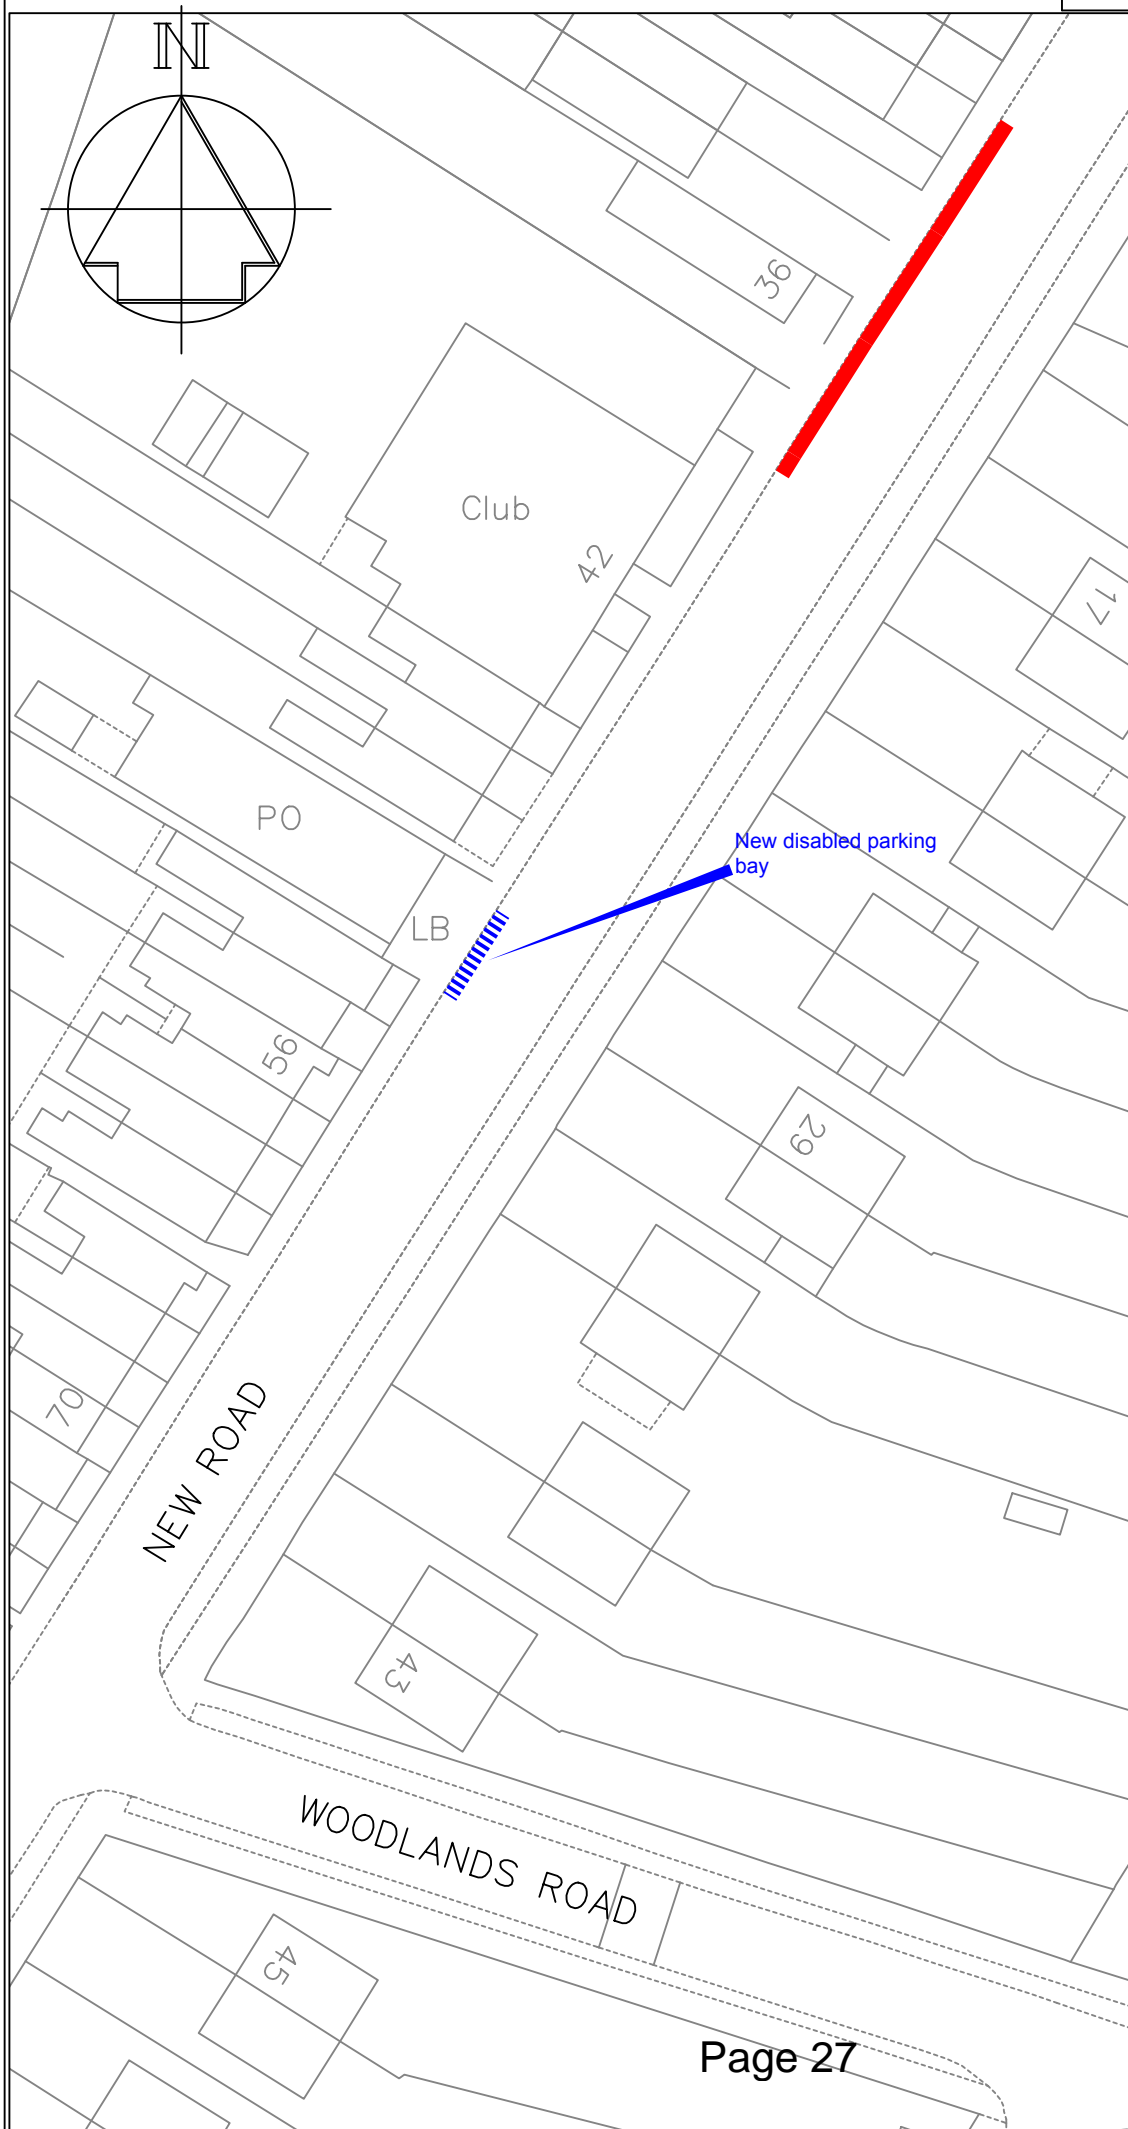 N
36
Club
42
17
PO
New disabled parking
bay
LB
56
29
70
NEW ROAD
43
WOODLANDS ROAD
45
Page 27